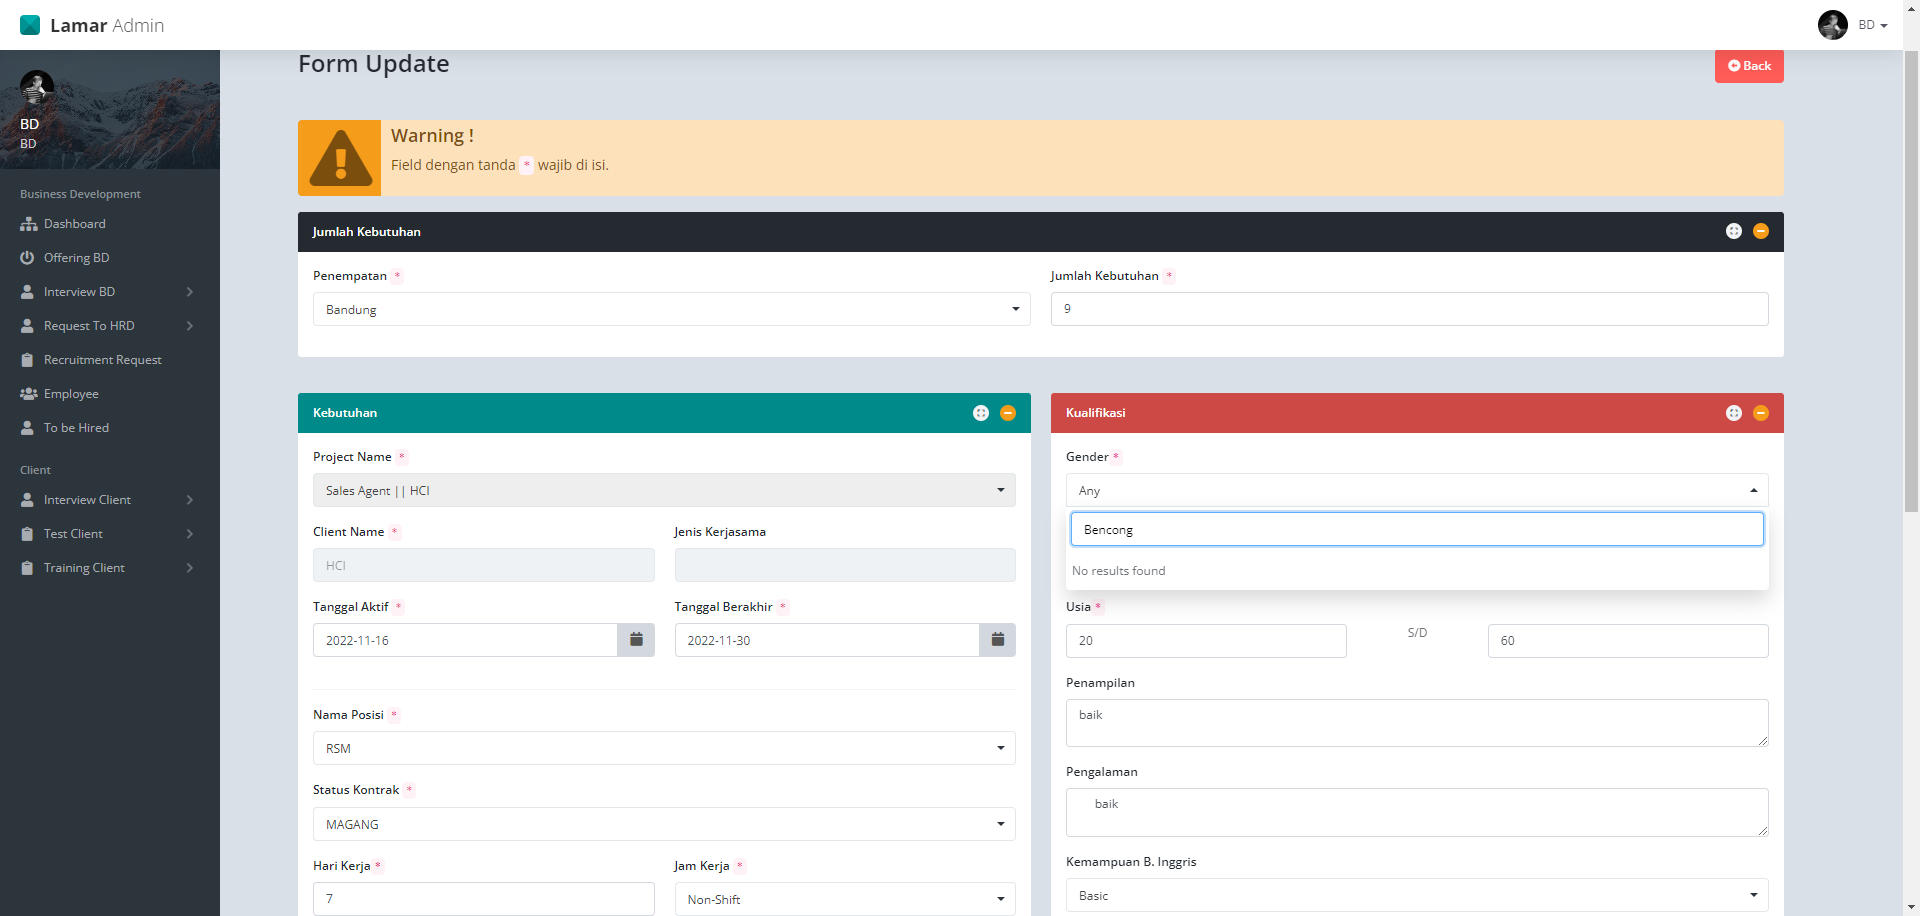 Lamar Admin
BD
Form Update
Back
BD
BD
Warning !
Field dengan tanda * wajib di isi.
Business Development
Dashboard
Offering BD
Interview BD
Request To HRD
Recruitment Request
Employee
To be Hired
Client
Interview Client
Test Client
Training Client
Jumlah Kebutuhan
Penempatan *
Bandung
Jumlah Kebutuhan *
9
Kebutuhan
Project Name *
Sales Agent || HCI
Client Name *
HCI
Jenis Kerjasama
Tanggal Aktif *
2022-11-16
Tanggal Berakhir *
2022-11-30
Nama Posisi *
RSM
Status Kontrak *
MAGANG
Hari Kerja *
7
Jam Kerja *
Non-Shift
Kualifikasi
Gender *
Any
Bencong
No results found
Usia *
20
S/D
60
Penampilan
baik
Pengalaman
baik
Kemampuan B. Inggris
Basic